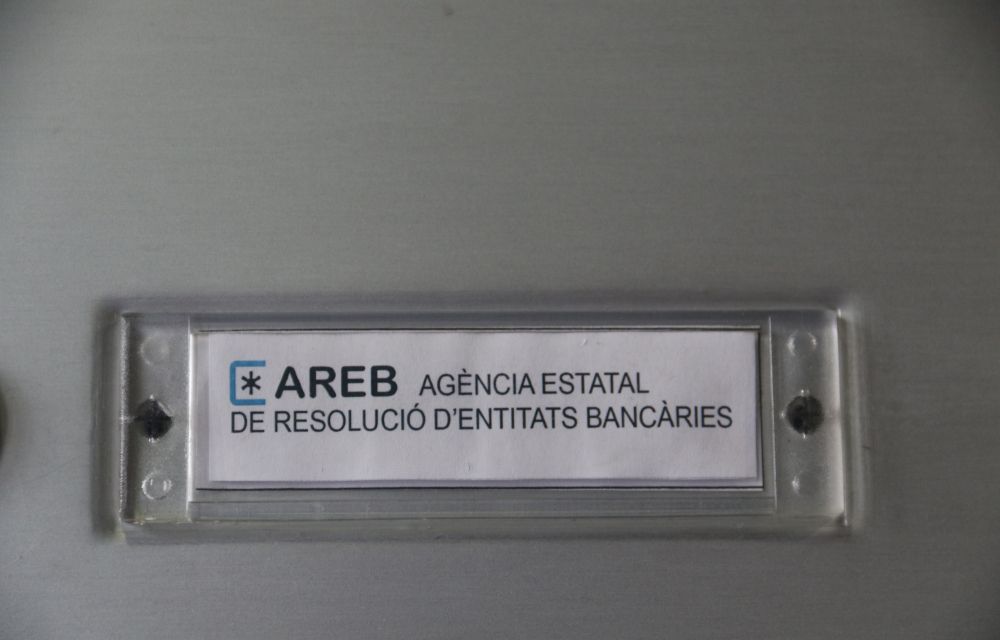 AREB AGÈNCIA ESTATAL
DE RESOLUCIÓ D'ENTITATS BANCÀRIES